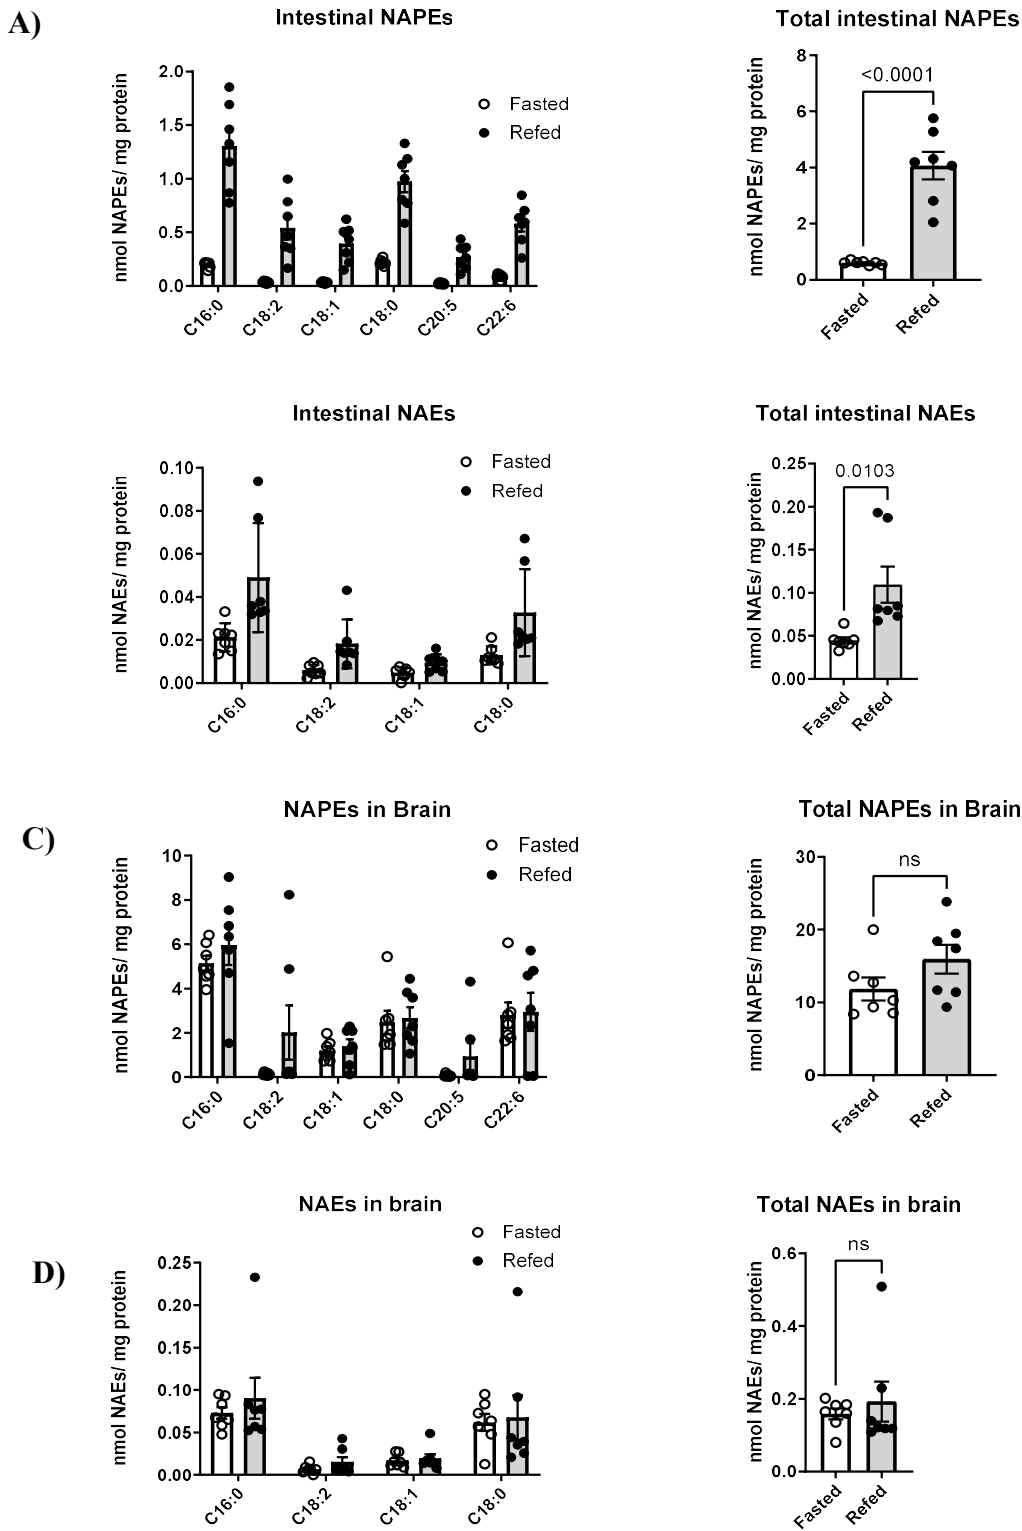 A)
Intestinal NAPEs
nmol NAPEs/ mg protein
2.0
1.5
1.0
0.5
0.0
Fasted
Refed
C16:0
C18:2
C18:1
C18:0
C20:5
C22:6
Total intestinal NAPEs
nmol NAPEs/ mg protein
8
6
4
2
0
<0.0001
Fasted
Refed
Intestinal NAEs
nmol NAEs/ mg protein
0.10
0.08
0.06
0.04
0.02
0.00
Fasted
Refed
C16:0
C18:2
C18:1
C18:0
Total intestinal NAEs
nmol NAEs/ mg protein
0.25
0.20
0.15
0.10
0.05
0.00
0.0103
Fasted
Refed
C)
NAPEs in Brain
nmol NAPEs/ mg protein
10
8
6
4
2
0
Fasted
Refed
C16:0
C18:2
C18:1
C18:0
C20:5
C22:6
Total NAPEs in Brain
nmol NAPEs/ mg protein
30
20
10
0
ns
Fasted
Refed
D)
NAEs in brain
nmol NAEs/ mg protein
0.25
0.20
0.15
0.10
0.05
0.00
Fasted
Refed
C16:0
C18:2
C18:1
C18:0
Total NAEs in brain
nmol NAEs/ mg protein
0.6
0.4
0.2
0.0
ns
Fasted
Refed